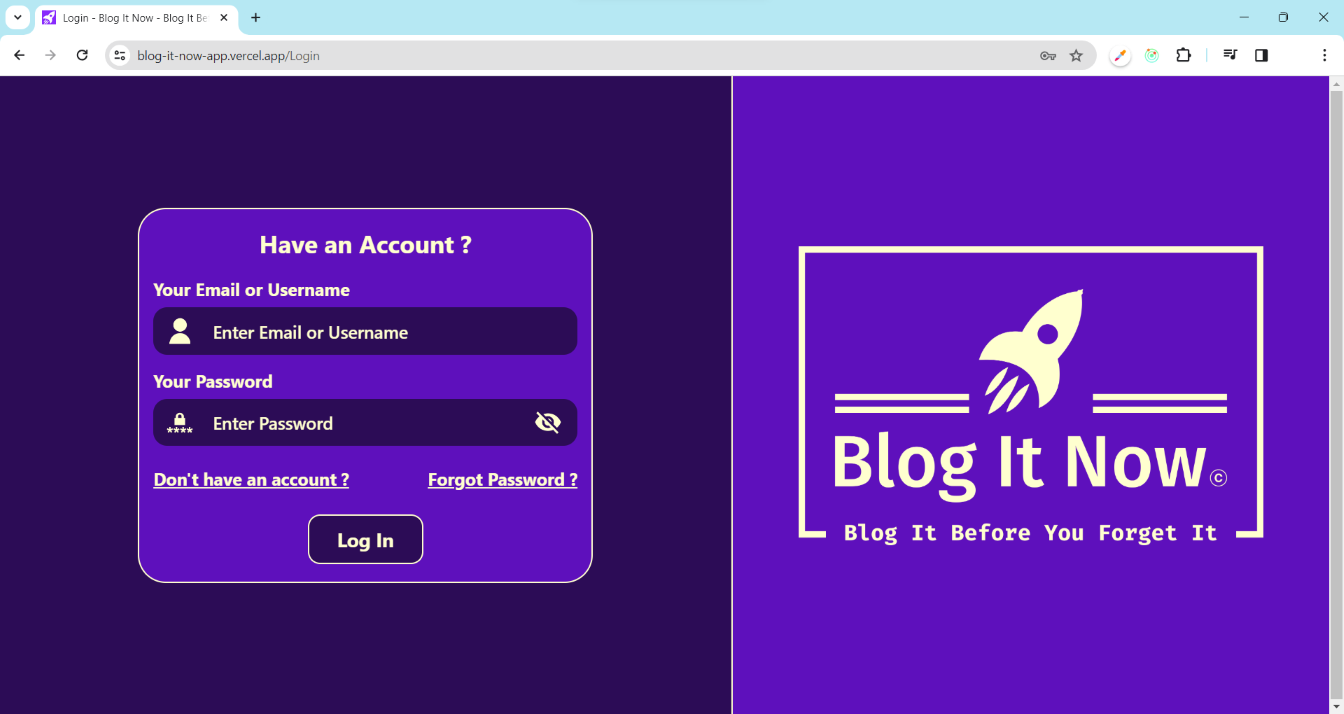 Login - Blog It Now - Blog It Be
blog-it-now-app.vercel.app/Login
Have an Account ?
Your Email or Username
Enter Email or Username
Your Password
****
Enter Password
Don't have an account ?
Forgot Password ?
Log In
Blog It Now©
Blog It Before You Forget It